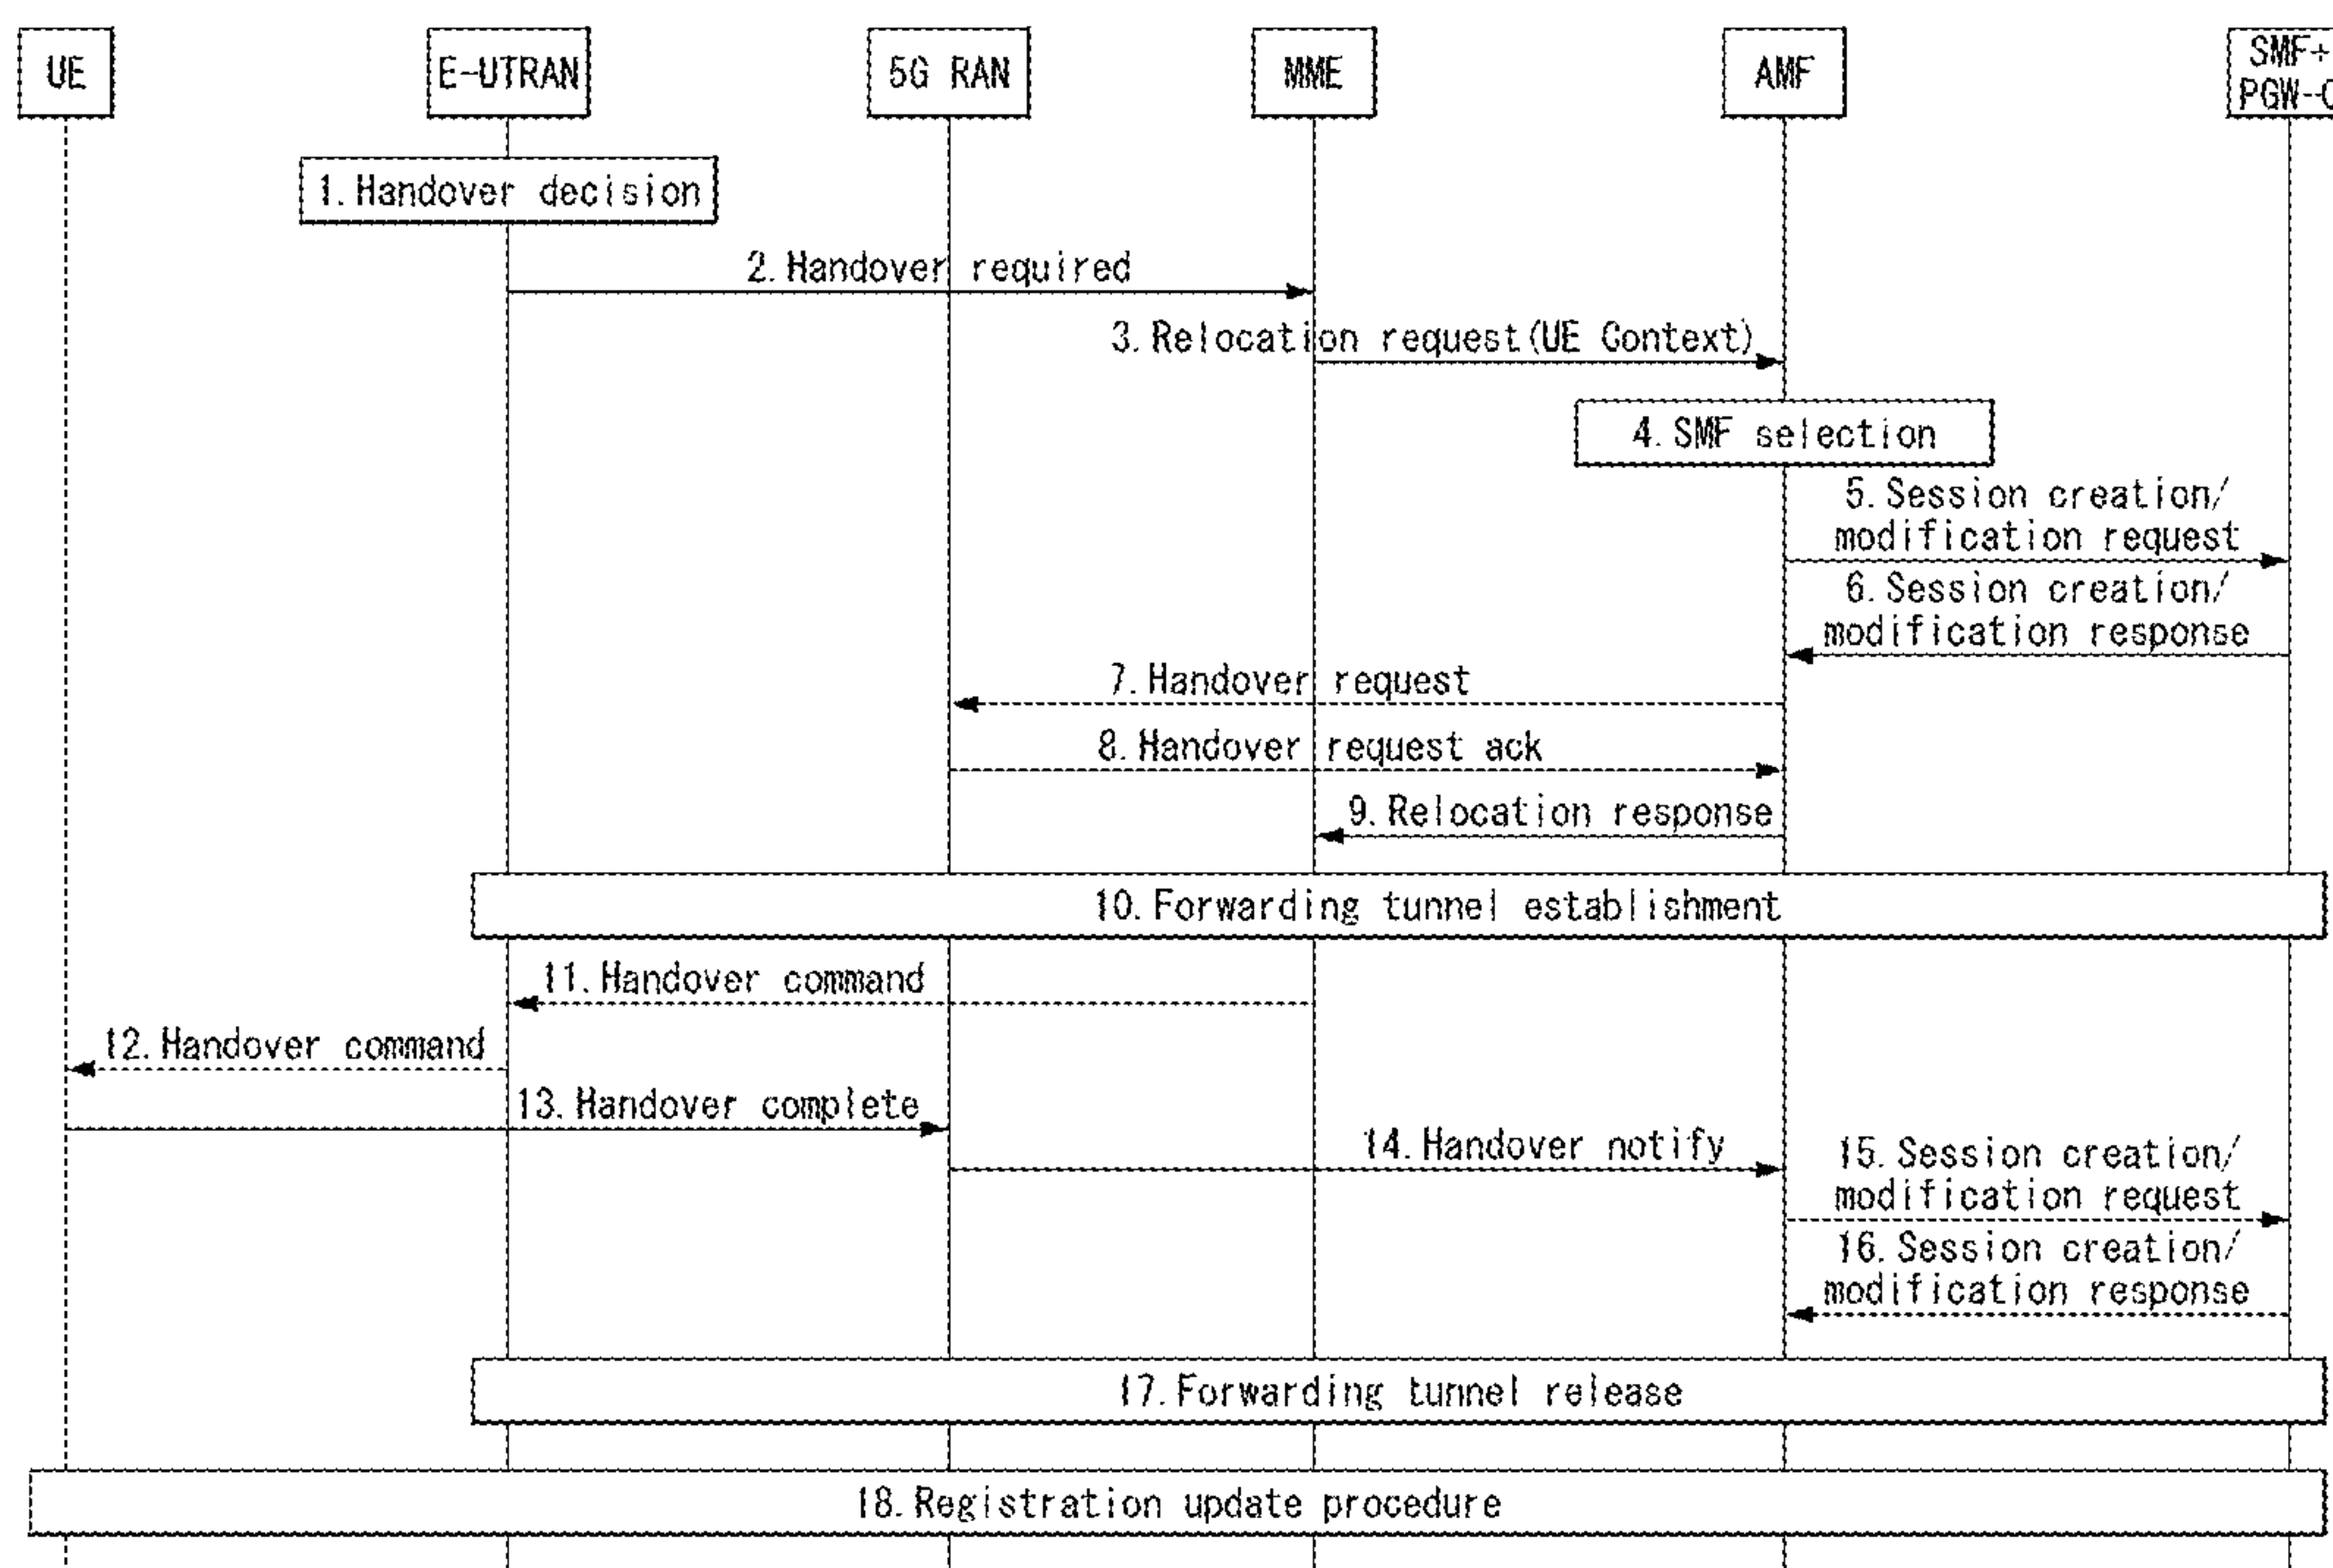 UE
E-UTRAN
5G RAN
MME
AMF
SMF+
PGW-C
1.Handover decision
2.Handover required
3.Relocation request(UE Context)
4.SMF selection
5.Session creation/
modification request
6.Session creation/
modification response
7.Handover request
8.Handover request ack
9.Relocation response
10.Forwarding tunnel establishment
11.Handover command
12.Handover command
13.Handover complete
14.Handover notify
15.Session creation/
modification request
16.Session creation/
modification response
17.Forwarding tunnel release
18.Registration update procedure